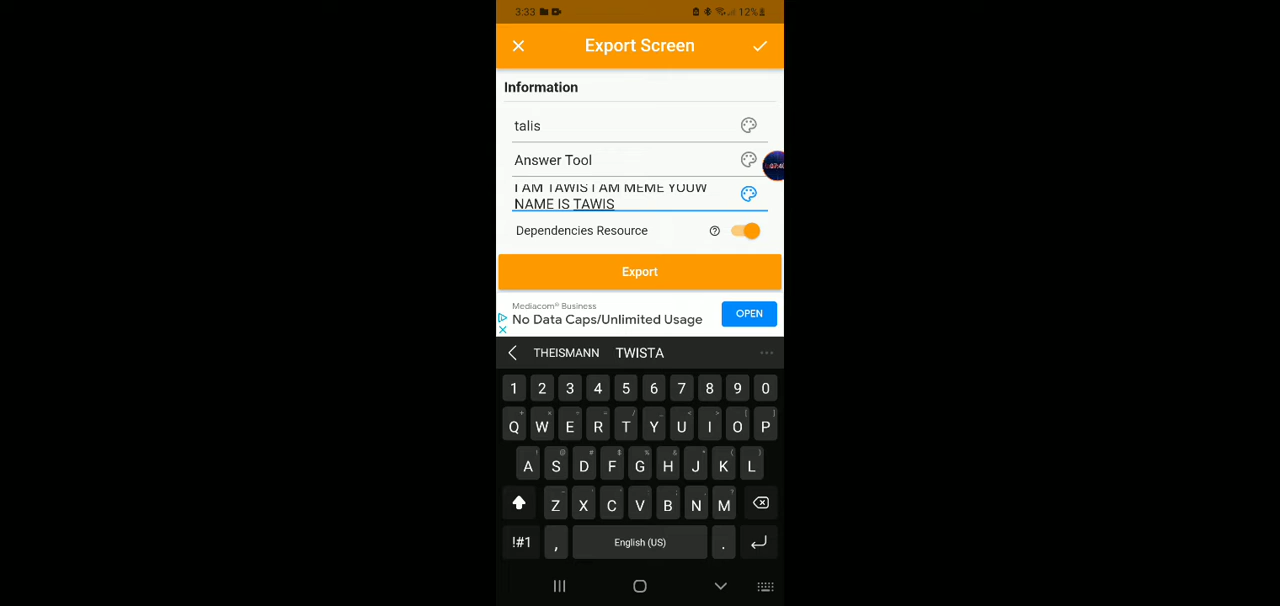 3:33 12%
Export Screen
Information
talis
Answer Tool
I AM TAWIS I AM MEME YOUW
NAME IS TAWIS
Dependencies Resource
07:40
Export
Mediacom® Business
No Data Caps/Unlimited Usage
OPEN
THEISMANN TWISTA
1 2 3 4 5 6 7 8 9 0
Q W E R T Y U I O P
A S D F G H J K L
Z X C V B N M
!#1 , English (US) .